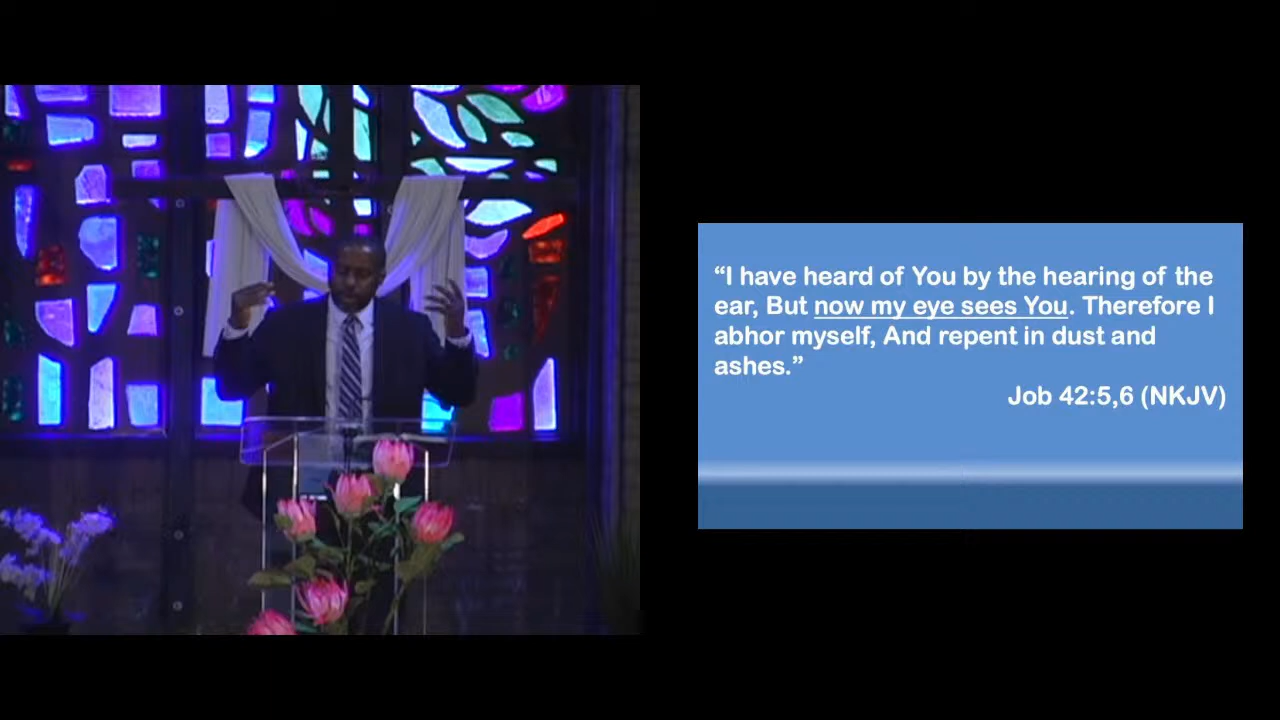 “I have heard of You by the hearing of the
ear, But now my eye sees You. Therefore I
abhor myself, And repent in dust and
ashes.”
Job 42:5,6 (NKJV)